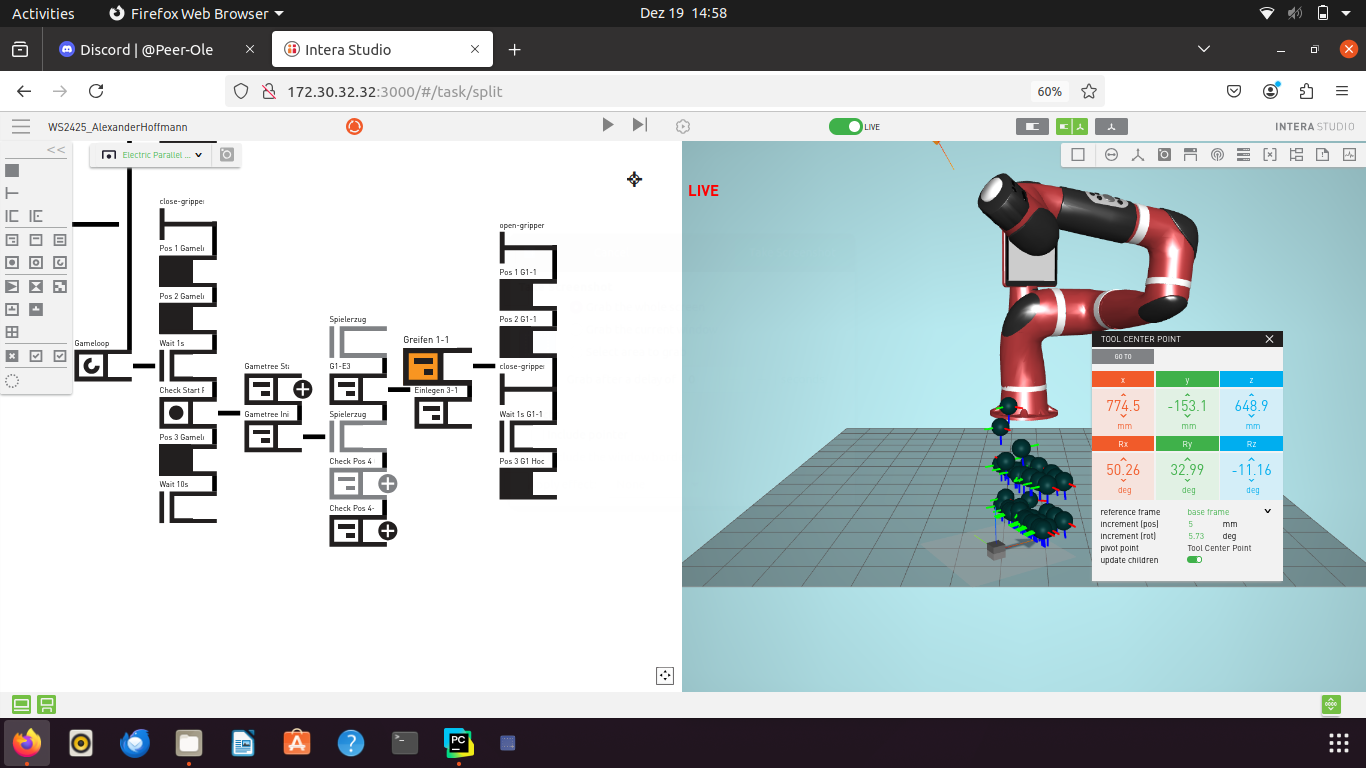 Activities
Firefox Web Browser
Dez 19 14:58
Discord | @Peer-Ole
Intera Studio
172.30.32.32:3000/#/task/split
60%
WS2425_AlexanderHoffmann
LIVE
INTERA STUDIO
<<
Electric Parallel ...
LIVE
close-grippe
Pos 1 Gamel
Pos 2 Gamel
Wait 1s
Gameloop
Check Start P
Pos 3 Gamel
Wait 10s
Gametree Sta
Gametree Ini
Spielerzug
G1-E3
Spielerzug
Check Pos 4
Check Pos 4-
Greifen 1-1
Einlegen 3-1
open-gripper
Pos 1 G1-1
Pos 2 G1-1
close-gripper
Wait 1s G1-1
Pos 3 G1 Hoc
TOOL CENTER POINT
GO TO
x y z
774.5 -153.1 648.9
mm mm mm
Rx Ry Rz
50.26 32.99 -11.16
deg deg deg
reference frame base frame
increment (pos) 5 mm
increment (rot) 5.73 deg
pivot point Tool Center Point
update children
PC